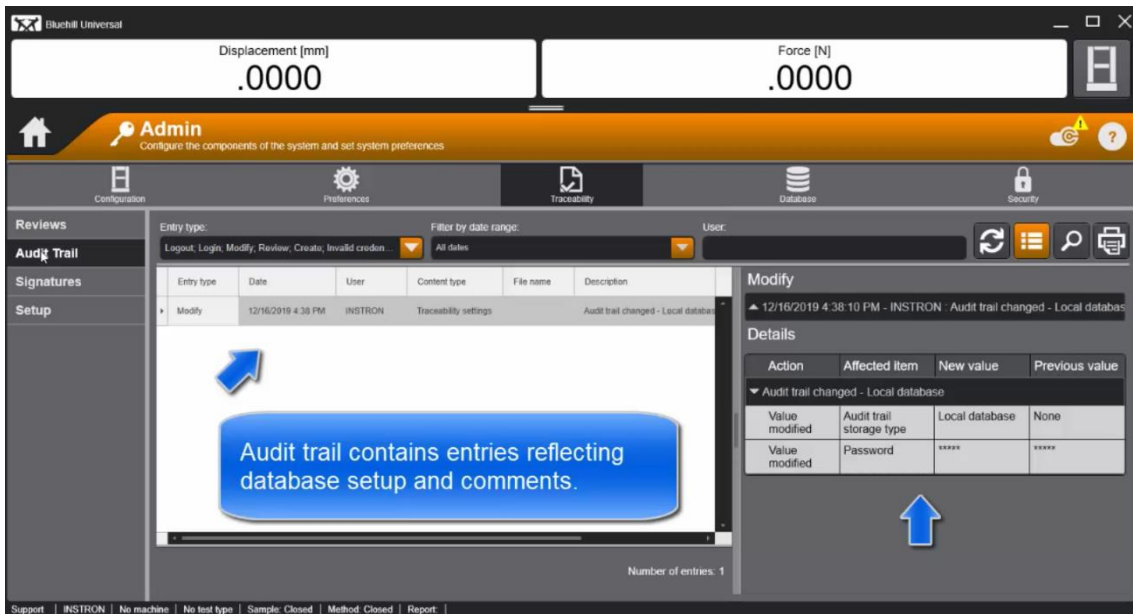 Bluehill Universal
Displacement [mm]
.0000
Force [N]
.0000
Admin
Configure the components of the system and set system preferences
?
Configuration
Preferences
Traceability
Database
Security
Reviews
Audit Trail
Signatures
Setup
Entry type:
Logout; Login; Modify; Review; Create; Invalid creden...
Filter by date range:
All dates
User:
Entry type Date User Content type File name Description
Modify 12/16/2019 4:38 PM INSTRON Traceability settings Audit trail changed - Local databas
Audit trail contains entries reflecting
database setup and comments.
Number of entries: 1
Modify
12/16/2019 4:38:10 PM - INSTRON : Audit trail changed - Local databas
Details
Action Affected item New value Previous value
Audit trail changed - Local database
Value modified
Audit trail storage type
Local database
None
Value modified
Password
*****
*****
Support | INSTRON | No machine | No test type | Sample: Closed | Method: Closed | Report: |